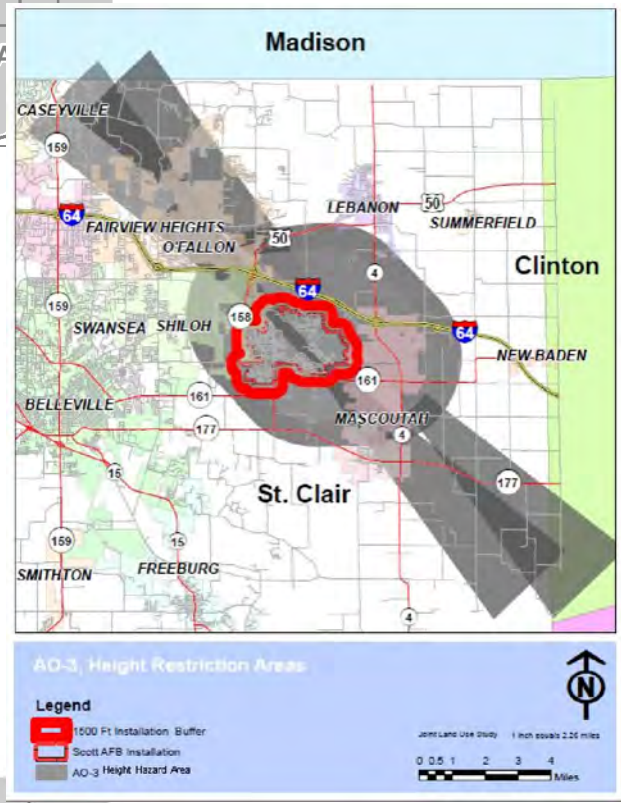 A
Madison
CASEYVILLE
159
LEBANON
50
64
SUMMERFIELD
FAIRVIEW HEIGHTS
50
O'FALLON
Clinton
4
64
159
158
SWANSEA
SHILOH
64
NEW BADEN
161
161
BELLEVILLE
MASCOUTAH
177
4
15
177
St. Clair
159
15
FREEBURG
SMITHTON
4
AO-3, Height Restriction Areas
N
Legend
1500 Ft Installation Buffer
Scott AFB Installation
AO-3 Height Hazard Area
Joint Land Use Study 1 inch equals 2.26 miles
0 0.5 1 2 3 4
Miles